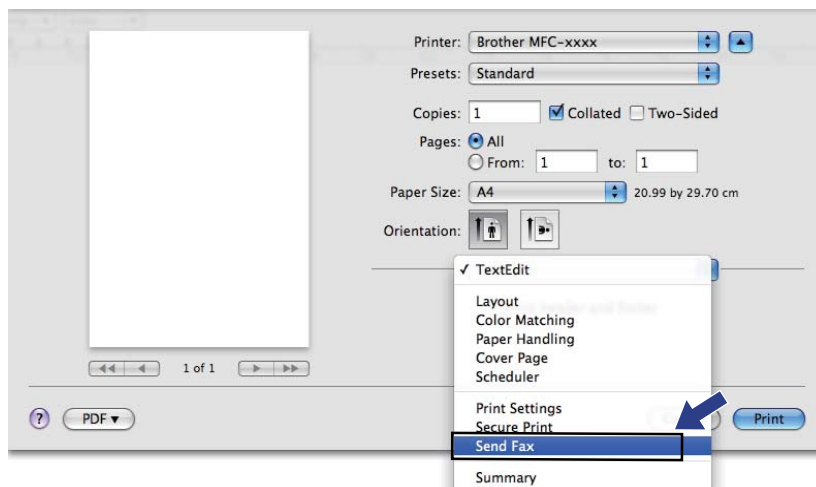 Printer: Brother MFC-xxxx
Presets: Standard
Copies: 1 Collated Two-Sided
Pages: All
From: 1 to: 1
Paper Size: A4 20.99 by 29.70 cm
Orientation:
✓ TextEdit
Layout
Color Matching
Paper Handling
Cover Page
Scheduler
1 of 1
Print Settings
Secure Print
Send Fax
Summary
? PDF ▼ Print